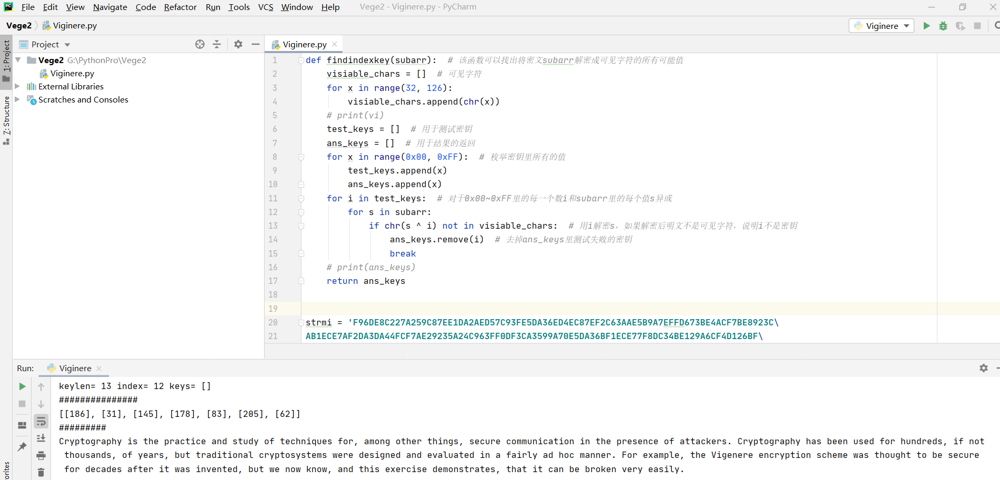 File Edit View Navigate Code Refactor Run Tools VCS Window Help Vege2 - Viginere.py - PyCharm
Vege2 Viginere.py Viginere
Project Viginere.py
1: Project
Z: Structure
Vege2 G:\PythonPro\Vege2
Viginere.py
External Libraries
Scratches and Consoles
1 def findindexkey(subarr): # 该函数可以找出将密文subarr解密成可见字符的所有可能值
2 visiable_chars = [] # 可见字符
3 for x in range(32, 126):
4 visiable_chars.append(chr(x))
5 # print(vi)
6 test_keys = [] # 用于测试密钥
7 ans_keys = [] # 用于结果的返回
8 for x in range(0x00, 0xFF): # 枚举密钥里所有的值
9 test_keys.append(x)
10 ans_keys.append(x)
11 for i in test_keys: # 对于0x00~0xFF里的每一个数i和subarr里的每个值s异或
12 for s in subarr:
13 if chr(s ^ i) not in visiable_chars: # 用i解密s，如果解密后明文不是可见字符，说明i不是密钥
14 ans_keys.remove(i) # 去掉ans_keys里测试失败的密钥
15 break
16 # print(ans_keys)
17 return ans_keys
18
19
20 strmi = 'F96DE8C227A259C87EE1DA2AED57C93FE5DA36ED4EC87EF2C63AAE5B9A7EFFD673BE4ACF7BE8923C\
21 AB1ECE7AF2DA3DA44FCF7AE29235A24C963FF0DF3CA3599A70E5DA36BF1ECE77F8DC34BE129A6CF4D126BF\
Run: Viginere
keylen= 13 index= 12 keys= []
###############
[[186], [31], [145], [178], [83], [205], [62]]
#########
Cryptography is the practice and study of techniques for, among other things, secure communication in the presence of attackers. Cryptography has been used for hundreds, if not
thousands, of years, but traditional cryptosystems were designed and evaluated in a fairly ad hoc manner. For example, the Vigenere encryption scheme was thought to be secure
for decades after it was invented, but we now know, and this exercise demonstrates, that it can be broken very easily.